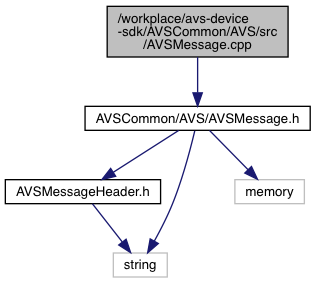 /workplace/avs-device
-sdk/AVSCommon/AVS/src
/AVSMessage.cpp
AVSCommon/AVS/AVSMessage.h
AVSMessageHeader.h
memory
string